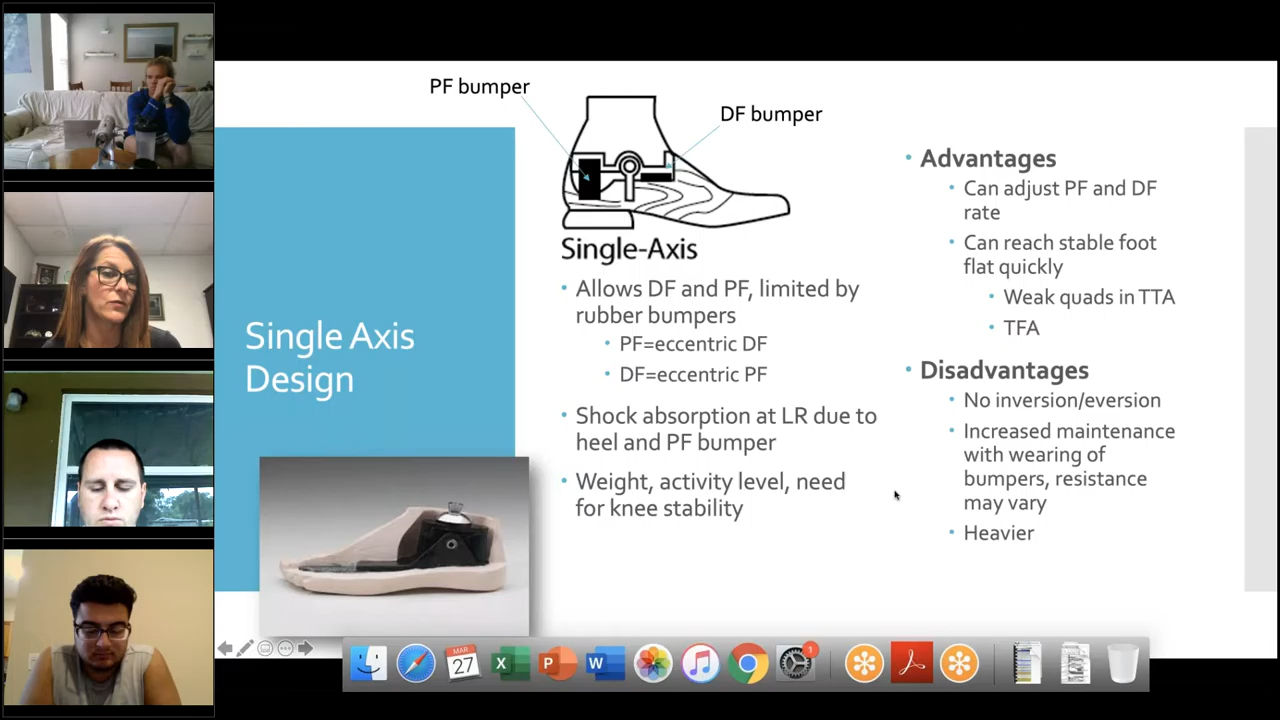 PF bumper
DF bumper
Single-Axis
Single Axis
Design
• Allows DF and PF, limited by
rubber bumpers
• PF=eccentric DF
• DF=eccentric PF
• Shock absorption at LR due to
heel and PF bumper
• Weight, activity level, need
for knee stability
• Advantages
• Can adjust PF and DF
rate
• Can reach stable foot
flat quickly
• Weak quads in TTA
• TFA
• Disadvantages
• No inversion/eversion
• Increased maintenance
with wearing of
bumpers, resistance
may vary
• Heavier
MAR
27
X
P
W
1